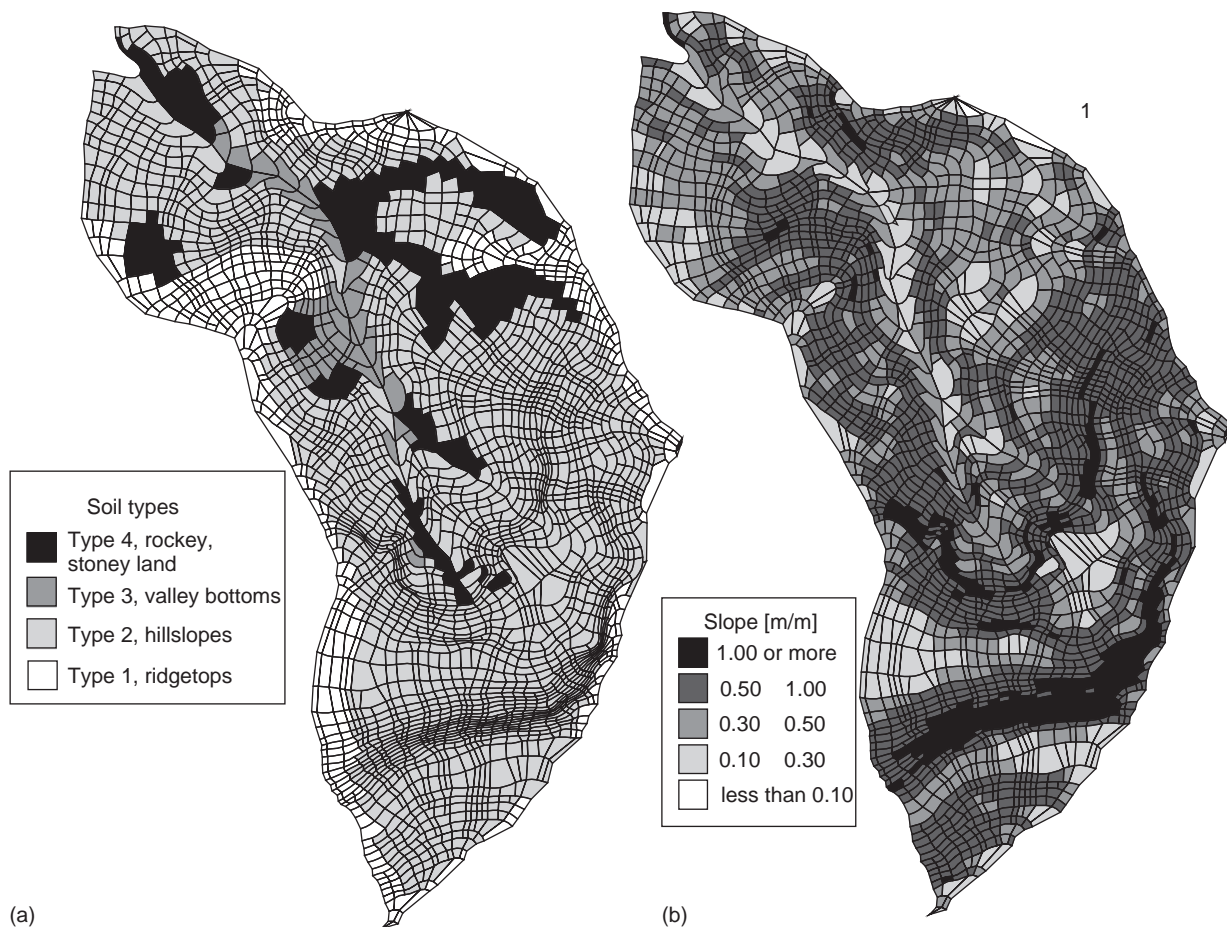 Soil types
Type 4, rockey,
stoney land
Type 3, valley bottoms
Type 2, hillslopes
Type 1, ridgetops
(a)
1
Slope [m/m]
1.00 or more
0.50 1.00
0.30 0.50
0.10 0.30
less than 0.10
(b)